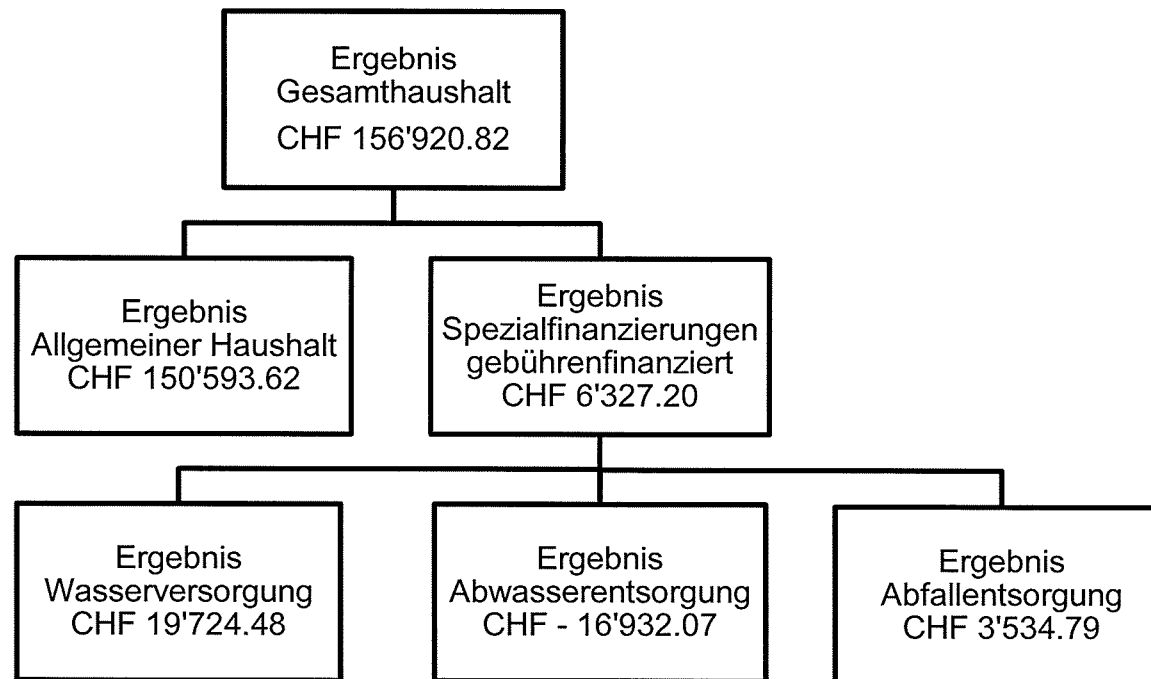 Ergebnis
Gesamthaushalt
CHF 156'920.82
Ergebnis
Allgemeiner Haushalt
CHF 150'593.62
Ergebnis
Spezialfinanzierungen
gebührenfinanziert
CHF 6'327.20
Ergebnis
Wasserversorgung
CHF 19'724.48
Ergebnis
Abwasserentsorgung
CHF - 16'932.07
Ergebnis
Abfallentsorgung
CHF 3'534.79